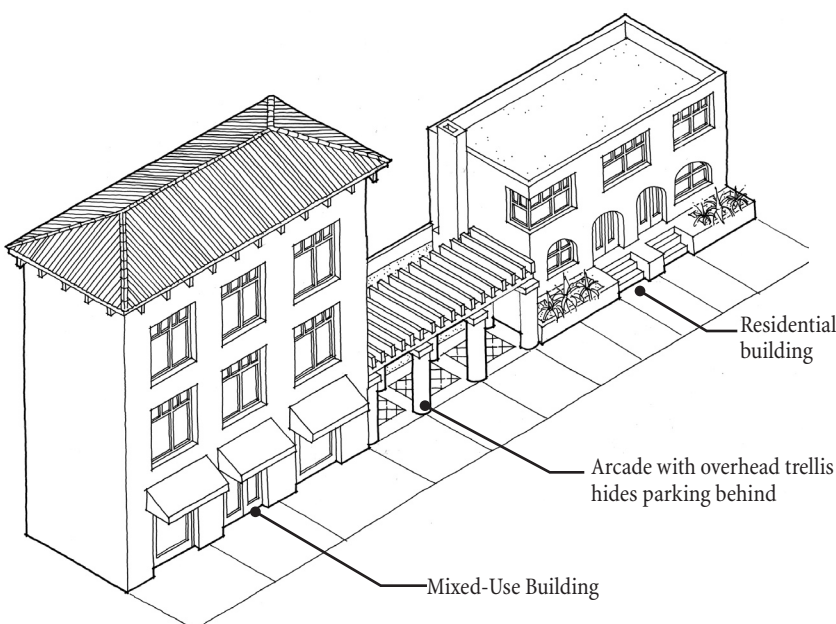 Residential
building
Arcade with overhead trellis
hides parking behind
Mixed-Use Building